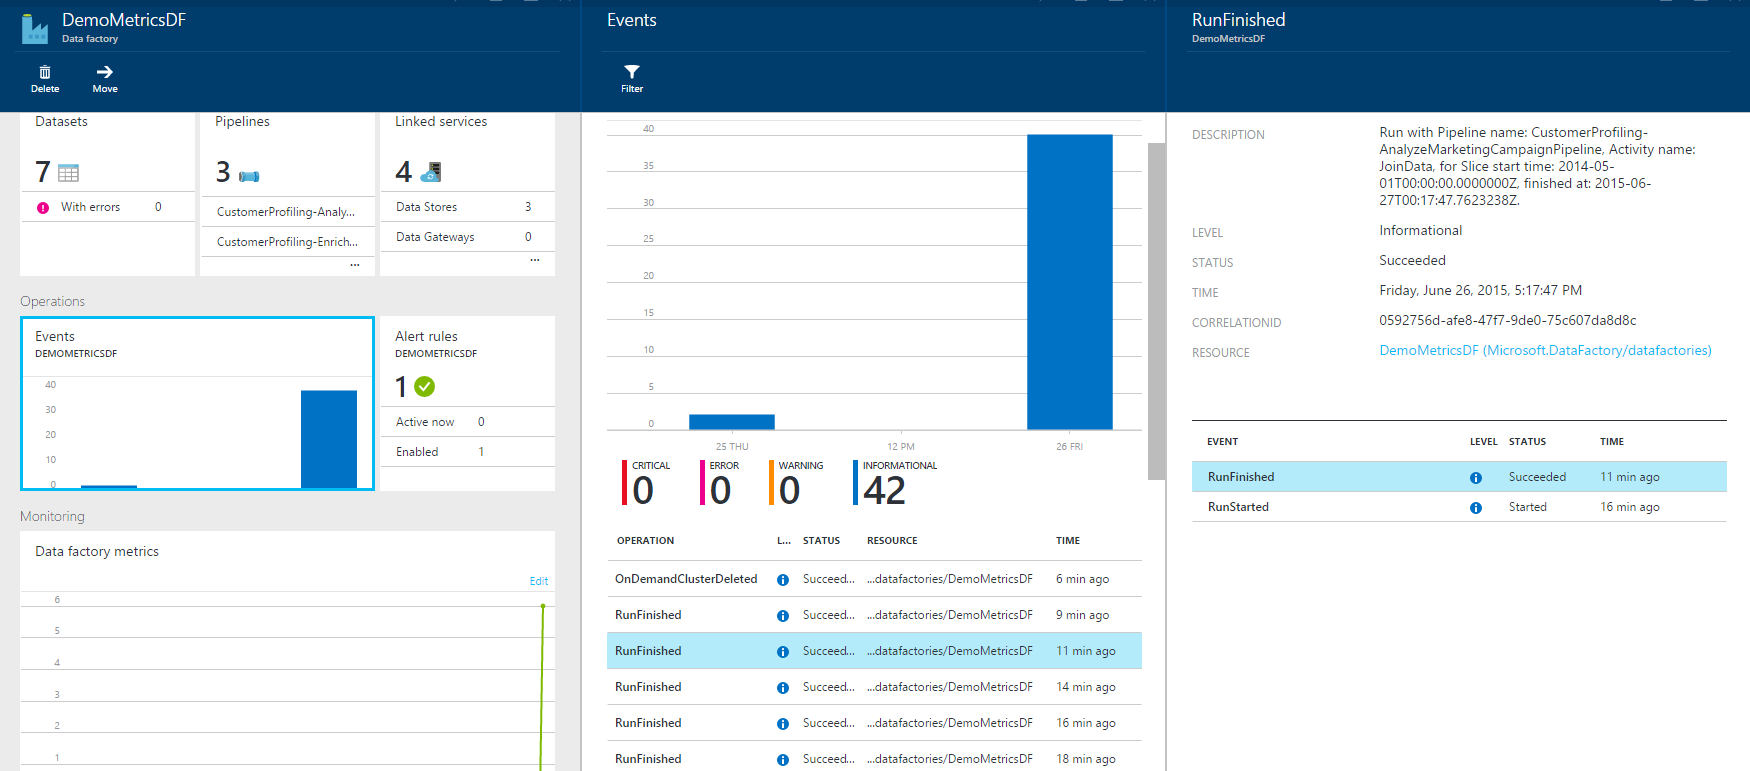 DemoMetricsDF
Data factory
Delete
Move
Datasets
7
With errors 0
Pipelines
3
CustomerProfiling-Analy...
CustomerProfiling-Enrich...
...
Linked services
4
Data Stores 3
Data Gateways 0
...
Operations
Events
DEMOMETRICSDF
40
30
20
10
0
Alert rules
DEMOMETRICSDF
1
Active now 0
Enabled 1
Monitoring
Data factory metrics
Edit
6
5
4
3
2
1
Events
Filter
40
35
30
25
20
15
10
5
0
25 THU 12 PM 26 FRI
CRITICAL
0
ERROR
0
WARNING
0
INFORMATIONAL
42
OPERATION L... STATUS RESOURCE TIME
OnDemandClusterDeleted Succeed... ...datafactories/DemoMetricsDF 6 min ago
RunFinished Succeed... ...datafactories/DemoMetricsDF 9 min ago
RunFinished Succeed... ...datafactories/DemoMetricsDF 11 min ago
RunFinished Succeed... ...datafactories/DemoMetricsDF 14 min ago
RunFinished Succeed... ...datafactories/DemoMetricsDF 16 min ago
RunFinished Succeed... ...datafactories/DemoMetricsDF 18 min ago
RunFinished
DemoMetricsDF
DESCRIPTION Run with Pipeline name: CustomerProfiling-
AnalyzeMarketingCampaignPipeline, Activity name:
JoinData, for Slice start time: 2014-05-
01T00:00:00.0000000Z, finished at: 2015-06-
27T00:17:47.7623238Z.
LEVEL Informational
STATUS Succeeded
TIME Friday, June 26, 2015, 5:17:47 PM
CORRELATIONID 0592756d-afe8-47f7-9de0-75c607da8d8c
RESOURCE DemoMetricsDF (Microsoft.DataFactory/datafactories)
EVENT LEVEL STATUS TIME
RunFinished Succeeded 11 min ago
RunStarted Started 16 min ago